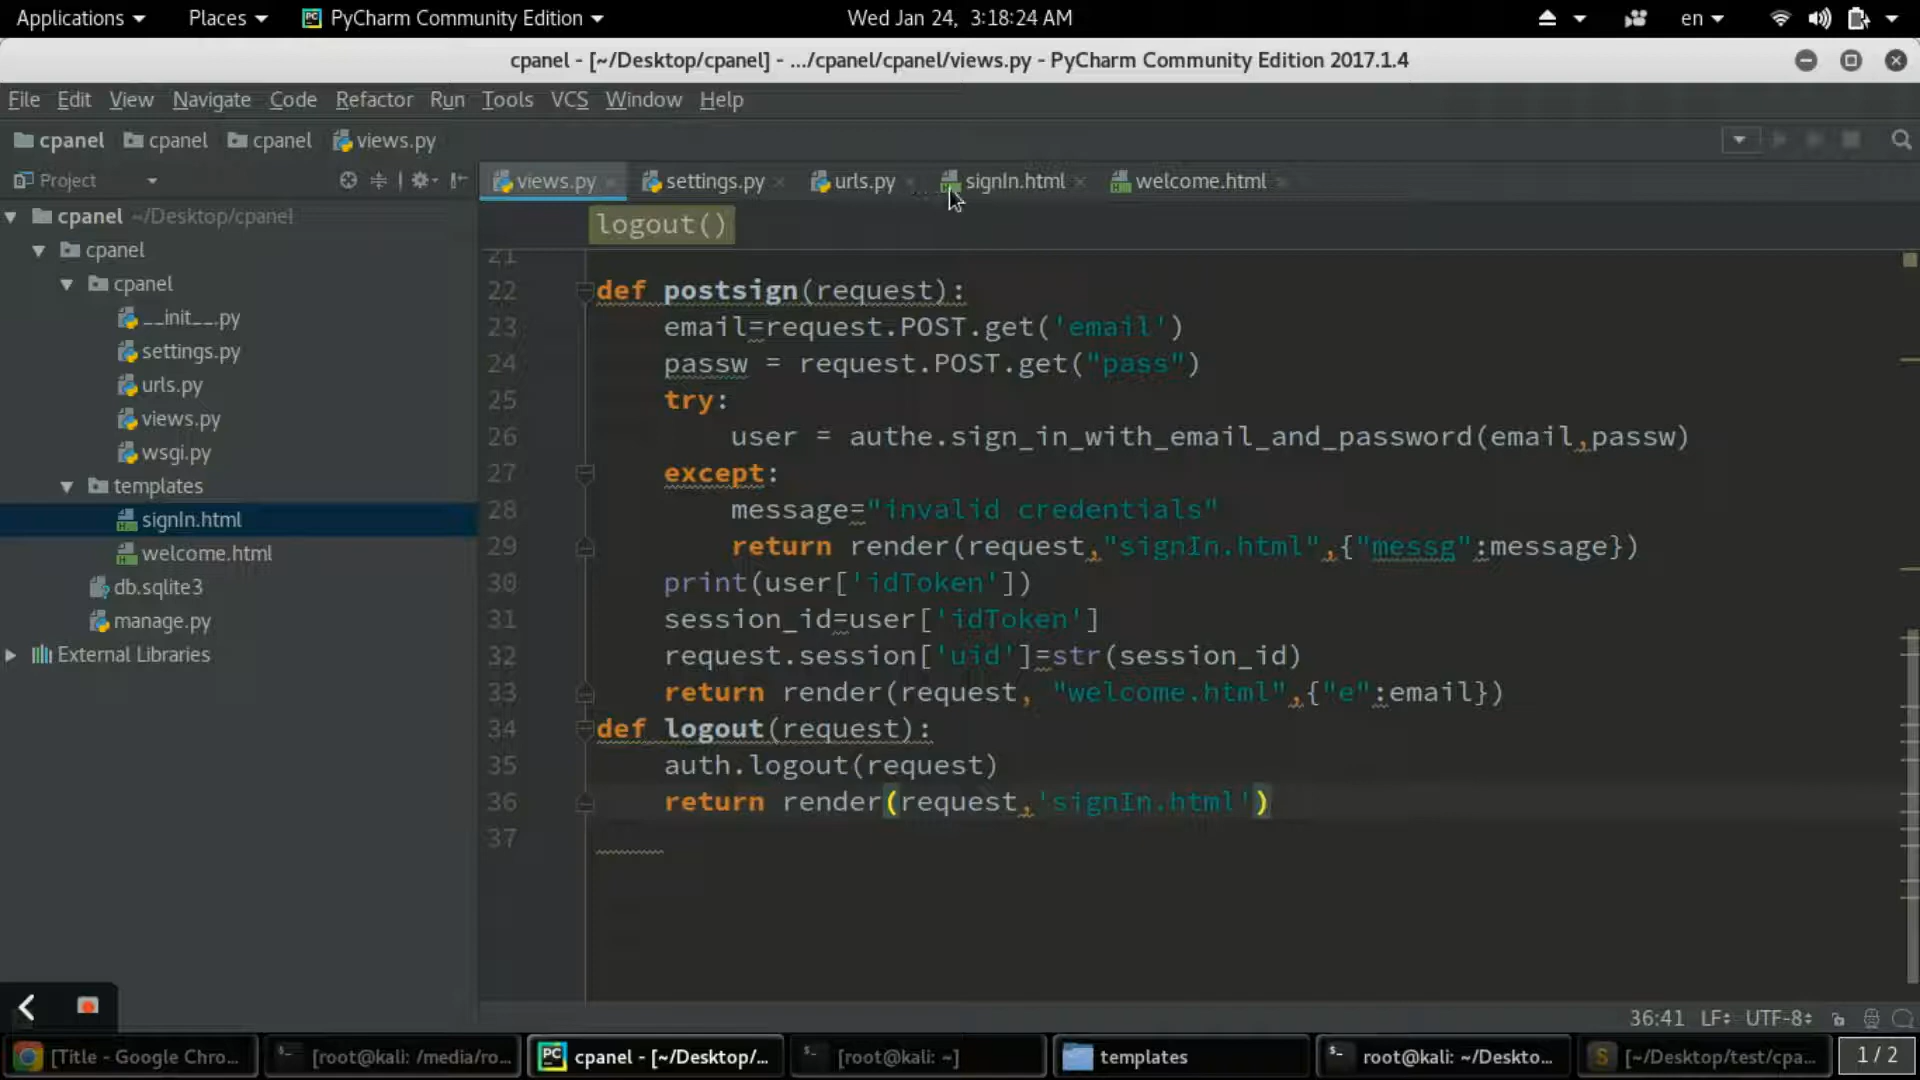 Applications Places PyCharm Community Edition Wed Jan 24, 3:18:24 AM en
cpanel - [~/Desktop/cpanel] - .../cpanel/cpanel/views.py - PyCharm Community Edition 2017.1.4
File Edit View Navigate Code Refactor Run Tools VCS Window Help
cpanel cpanel cpanel views.py
Project views.py settings.py urls.py signIn.html welcome.html
cpanel ~/Desktop/cpanel
cpanel
cpanel
__init__.py
settings.py
urls.py
views.py
wsgi.py
templates
signIn.html
welcome.html
db.sqlite3
manage.py
External Libraries
logout()
21
22 def postsign(request):
23 email=request.POST.get('email')
24 passw = request.POST.get("pass")
25 try:
26 user = authe.sign_in_with_email_and_password(email,passw)
27 except:
28 message="invalid credentials"
29 return render(request,"signIn.html",{"messg":message})
30 print(user['idToken'])
31 session_id=user['idToken']
32 request.session['uid']=str(session_id)
33 return render(request, "welcome.html",{"e":email})
34 def logout(request):
35 auth.logout(request)
36 return render(request,'signIn.html')
37
36:41 LF UTF-8
[Title - Google Chro... [root@kali: /media/ro... cpanel - [~/Desktop/... [root@kali: ~] templates root@kali: ~/Deskto... [~/Desktop/test/cpa... 1 / 2